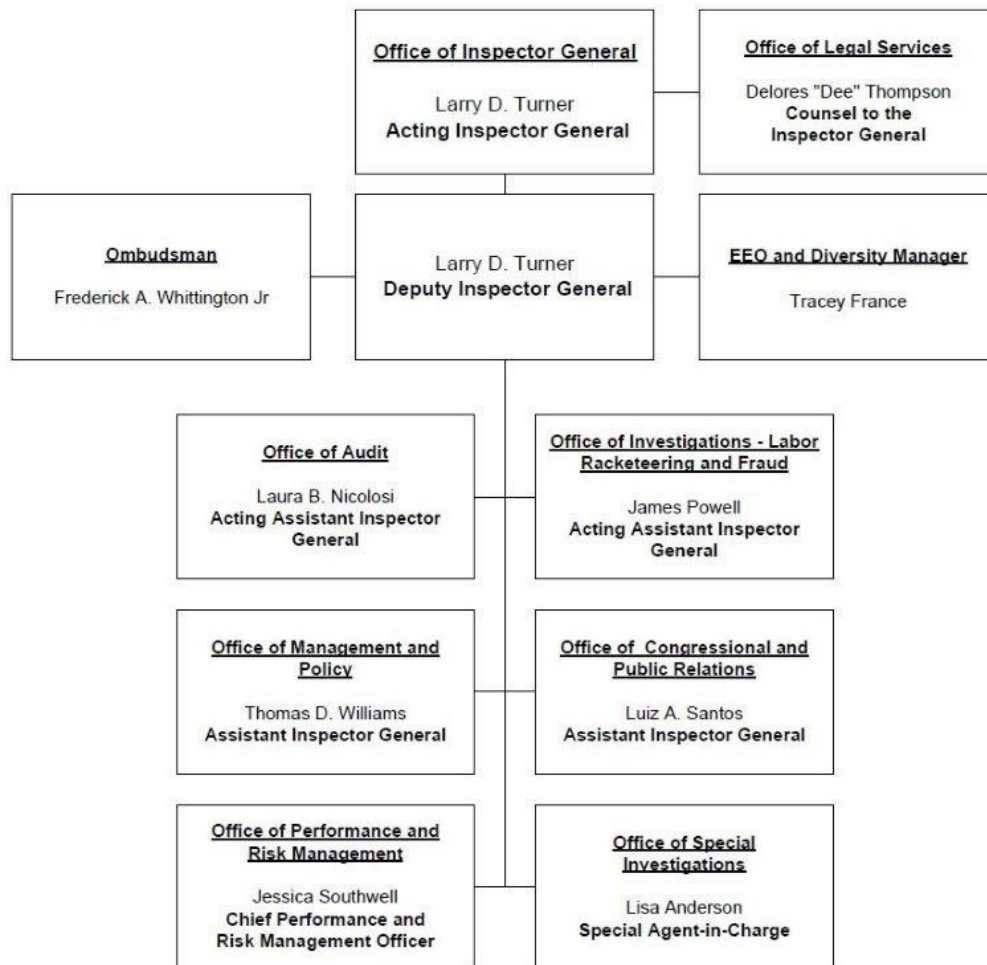 Office of Inspector General
Larry D. Turner
Acting Inspector General
Office of Legal Services
Delores "Dee" Thompson
Counsel to the
Inspector General
Ombudsman
Frederick A. Whittington Jr
Larry D. Turner
Deputy Inspector General
EEO and Diversity Manager
Tracey France
Office of Audit
Laura B. Nicolosi
Acting Assistant Inspector
General
Office of Investigations - Labor
Racketeering and Fraud
James Powell
Acting Assistant Inspector
General
Office of Management and
Policy
Thomas D. Williams
Assistant Inspector General
Office of Congressional and
Public Relations
Luiz A. Santos
Assistant Inspector General
Office of Performance and
Risk Management
Jessica Southwell
Chief Performance and
Risk Management Officer
Office of Special
Investigations
Lisa Anderson
Special Agent-in-Charge